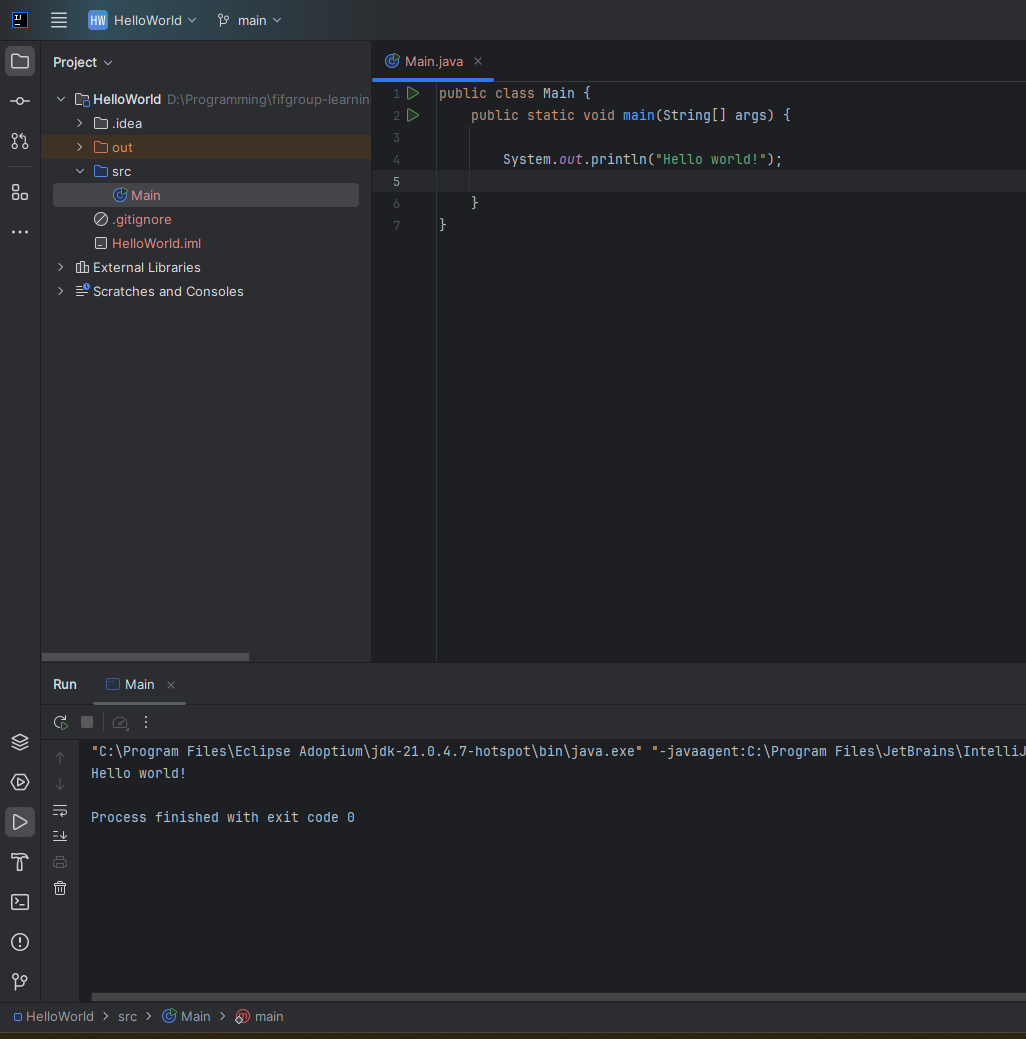 HW HelloWorld main
Project
HelloWorld D:\Programming\fifgroup-learnin
.idea
out
src
Main
.gitignore
HelloWorld.iml
External Libraries
Scratches and Consoles
Main.java
1 public class Main {
2 public static void main(String[] args) {
3
4 System.out.println("Hello world!");
5
6 }
7 }
Run Main
"C:\Program Files\Eclipse Adoptium\jdk-21.0.4.7-hotspot\bin\java.exe" "-javaagent:C:\Program Files\JetBrains\IntelliJ
Hello world!
Process finished with exit code 0
HelloWorld > src > Main > main